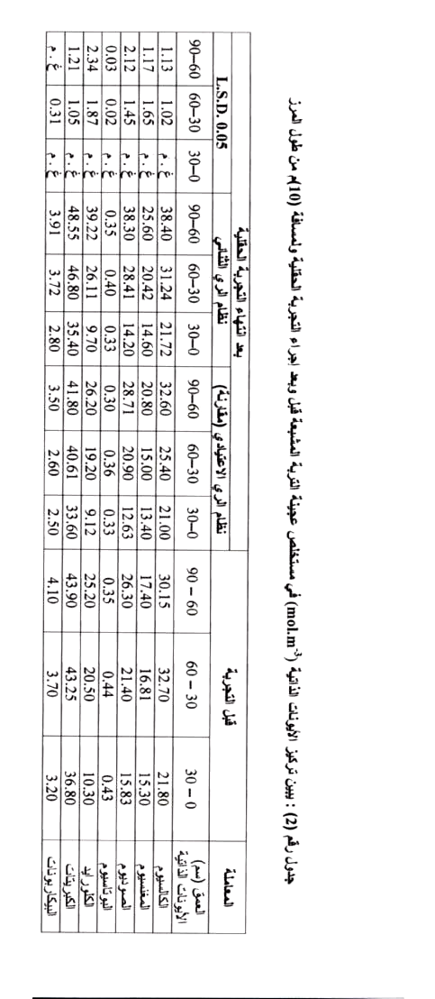 جدول رقم (2) : يبين تركيز الأيونات الذائبة (mol.m⁻³) في مستخلص عجينة التربة المشبعة قبل وبعد إجراء التجربة الحقلية ولمسافة (10)م من طول المرز
المعاملة قبل التجربة بعد انتهاء التجربة الحقلية L.S.D. 0.05
نظام الري الاعتيادي (مقارنة) نظام الري الثنائي
العمق (سم) 30 – 0 60 – 30 90 – 60 30–0 60–30 90–60 30–0 60–30 90–60 30–0 60–30 90–60
الأيونات الذائبة
الكالسيوم 21.80 32.70 30.15 21.00 25.40 32.60 21.72 31.24 38.40 غ . م 1.02 1.13
المغنسيوم 15.30 16.81 17.40 13.40 15.00 20.80 14.60 20.42 25.60 غ . م 1.65 1.17
الصوديوم 15.83 21.40 26.30 12.63 20.90 28.71 14.20 28.41 38.30 غ . م 1.45 2.12
البوتاسيوم 0.43 0.44 0.35 0.33 0.36 0.30 0.33 0.40 0.35 غ . م 0.02 0.03
الكلورايد 10.30 20.50 25.20 9.12 19.20 26.20 9.70 26.11 39.22 غ . م 1.87 2.34
الكبريتات 36.80 43.25 43.90 33.60 40.61 41.80 35.40 46.80 48.55 غ . م 1.05 1.21
البيكاربونات 3.20 3.70 4.10 2.50 2.60 3.50 2.80 3.72 3.91 غ . م 0.31 غ . م